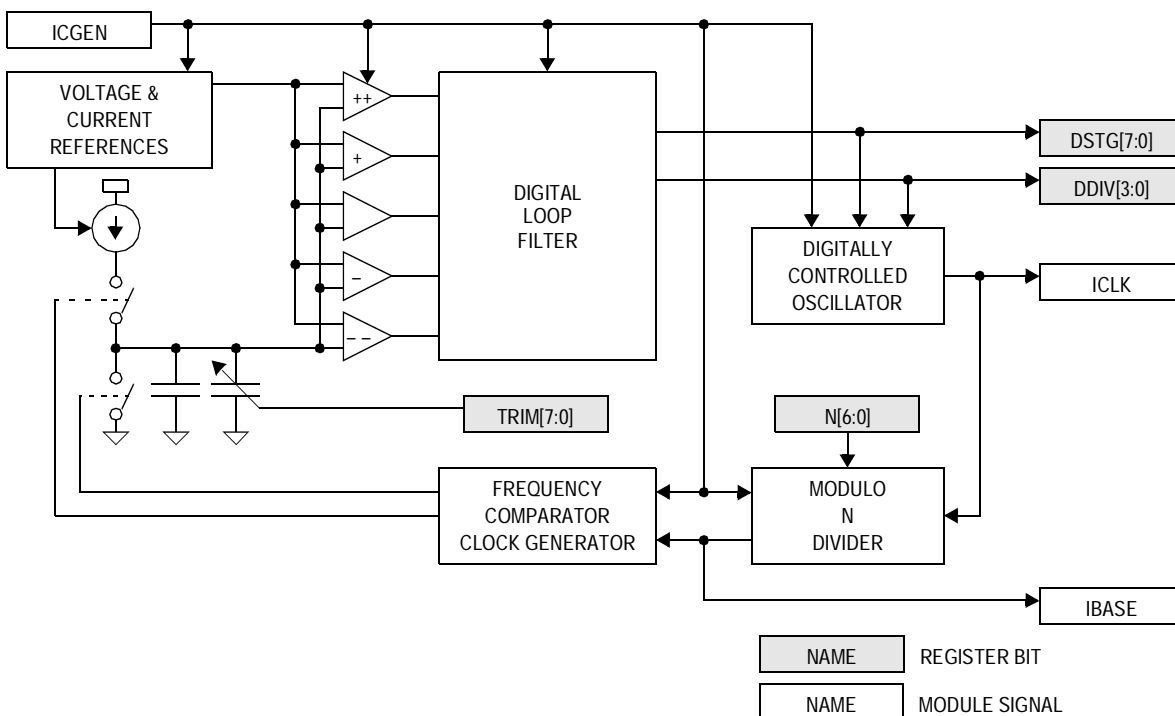 ICGEN
VOLTAGE &
CURRENT
REFERENCES
++
+
-
- -
DIGITAL
LOOP
FILTER
DSTG[7:0]
DDIV[3:0]
DIGITALLY
CONTROLLED
OSCILLATOR
ICLK
TRIM[7:0]
N[6:0]
FREQUENCY
COMPARATOR
CLOCK GENERATOR
MODULO
N
DIVIDER
IBASE
NAME REGISTER BIT
NAME MODULE SIGNAL